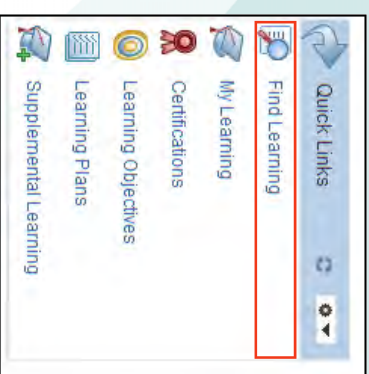 Quick Links
Find Learning
My Learning
Certifications
Learning Objectives
Learning Plans
Supplemental Learning